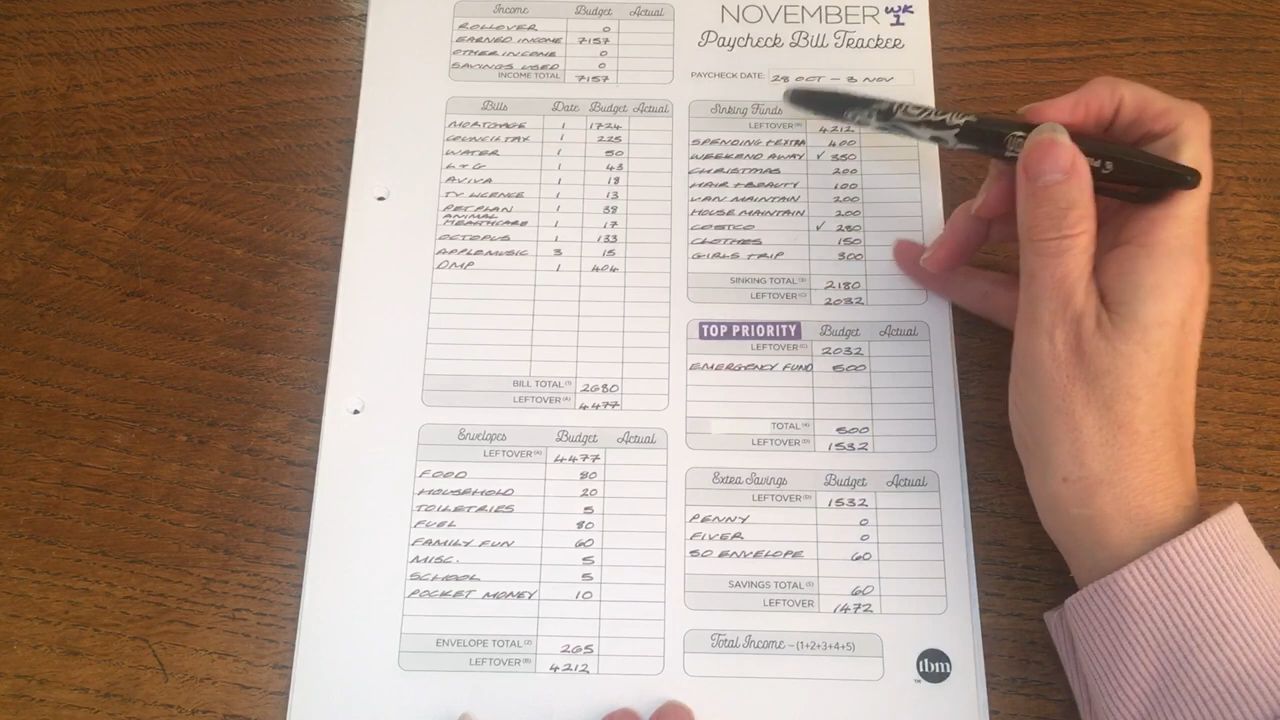 Income Budget Actual
ROLLOVER 0
EARNED INCOME 7157
OTHER INCOME 0
SAVINGS USED 0
INCOME TOTAL 7157
Bills Date Budget Actual
MORTGAGE 1 1724
COUNCIL TAX 1 225
WATER 1 50
L+G 1 43
AVIVA 1 18
TV LICENCE 1 13
PETPLAN 1 38
ANIMAL HEALTHCARE 1 17
OCTOPUS 1 133
APPLE MUSIC 3 15
DMP 1 404
BILL TOTAL (1) 2680
LEFTOVER (A) 4477
Envelopes Budget Actual
LEFTOVER (A) 4477
FOOD 80
HOUSEHOLD 20
TOILETRIES 5
FUEL 80
FAMILY FUN 60
MISC. 5
SCHOOL 5
POCKET MONEY 10
ENVELOPE TOTAL (2) 265
LEFTOVER (B) 4212
NOVEMBER WK 1
Paycheck Bill Tracker
PAYCHECK DATE: 28 OCT - 3 NOV
Sinking Funds
LEFTOVER (B) 4212
SPENDING +EXTRA 400
WEEKEND AWAY ✓ 350
CHRISTMAS 200
HAIR +BEAUTY 100
VAN MAINTAIN 200
HOUSE MAINTAIN 200
COSTCO ✓ 280
CLOTHES 150
GIRLS TRIP 300
SINKING TOTAL (3) 2180
LEFTOVER (C) 2032
TOP PRIORITY Budget Actual
LEFTOVER (C) 2032
EMERGENCY FUND 500
TOTAL (4) 500
LEFTOVER (D) 1532
Extra Savings Budget Actual
LEFTOVER (D) 1532
PENNY 0
FIVER 0
50 ENVELOPE 60
SAVINGS TOTAL (5) 60
LEFTOVER 1472
Total Income – (1+2+3+4+5)
tbm
TM